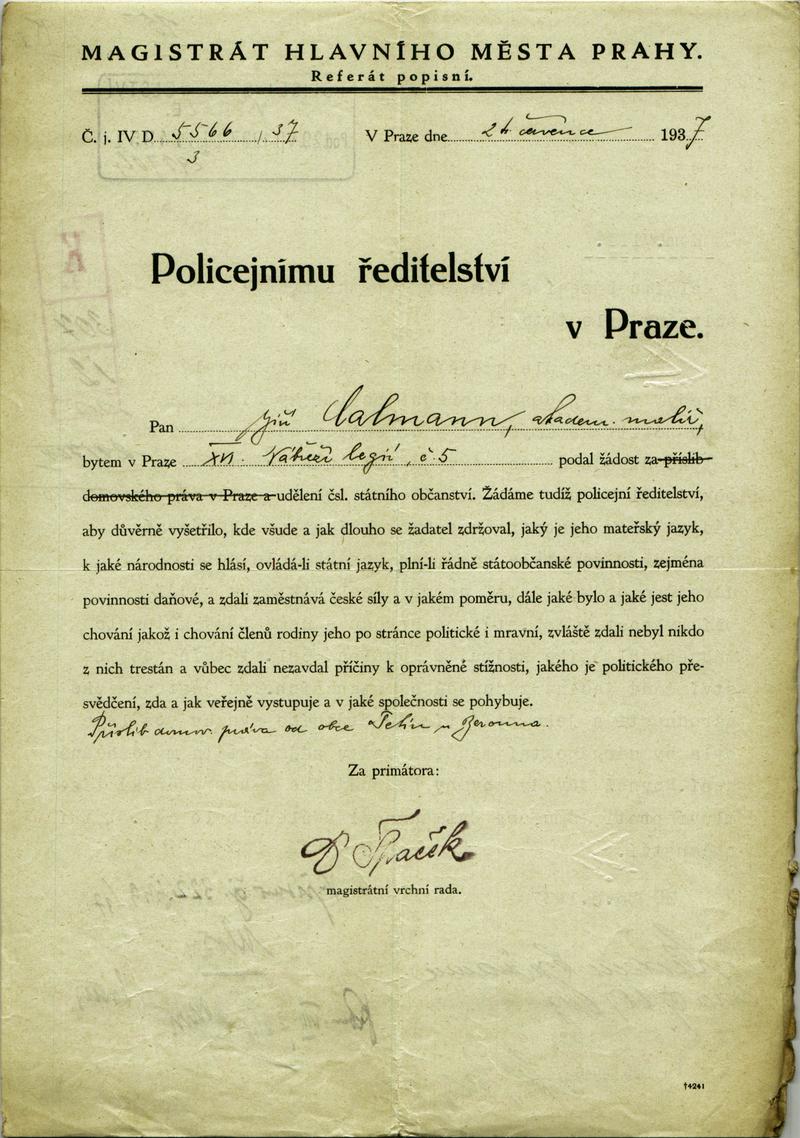 MAGISTRÁT HLAVNÍHO MĚSTA PRAHY.
Referát popisní.
Č. j. IV D. 5566 / 37
3
V Praze dne 24 července 1937
Policejnímu ředitelství
v Praze.
Pan Jiří akadem. malíř,
bytem v Praze XVI. Nábřeží legií, č 5 podal žádost za příslib
domovského práva v Praze a udělení čsl. státního občanství. Žádáme tudíž policejní ředitelství,
aby důvěrně vyšetřilo, kde všude a jak dlouho se žadatel zdržoval, jaký je jeho mateřský jazyk,
k jaké národnosti se hlásí, ovládá-li státní jazyk, plní-li řádně státoobčanské povinnosti, zejména
povinnosti daňové, a zdali zaměstnává české síly a v jakém poměru, dále jaké bylo a jaké jest jeho
chování jakož i chování členů rodiny jeho po stránce politické i mravní, zvláště zdali nebyl nikdo
z nich trestán a vůbec zdali nezavdal příčiny k oprávněné stížnosti, jakého je politického pře-
svědčení, zda a jak veřejně vystupuje a v jaké společnosti se pohybuje.
Příslib domov. práva od obce Tetín u Berouna.
Za primátora:
magistrátní vrchní rada.
†4241